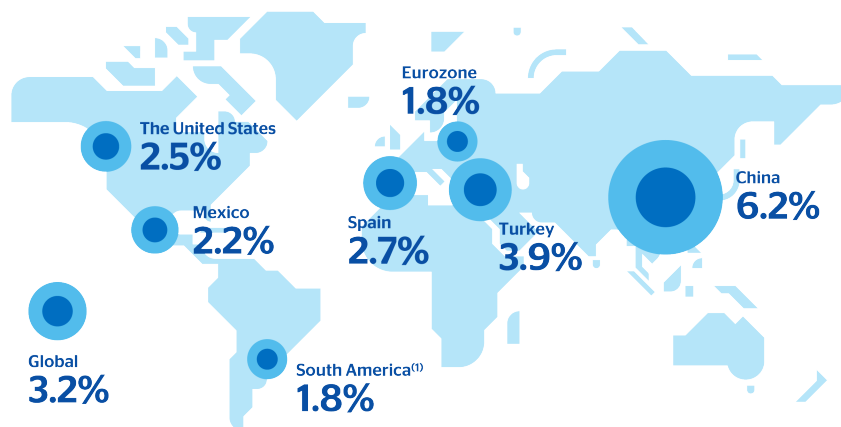 Eurozone
1.8%
The United States
2.5%
China
6.2%
Mexico
2.2%
Spain
2.7%
Turkey
3.9%
Global
3.2%
South America(1)
1.8%